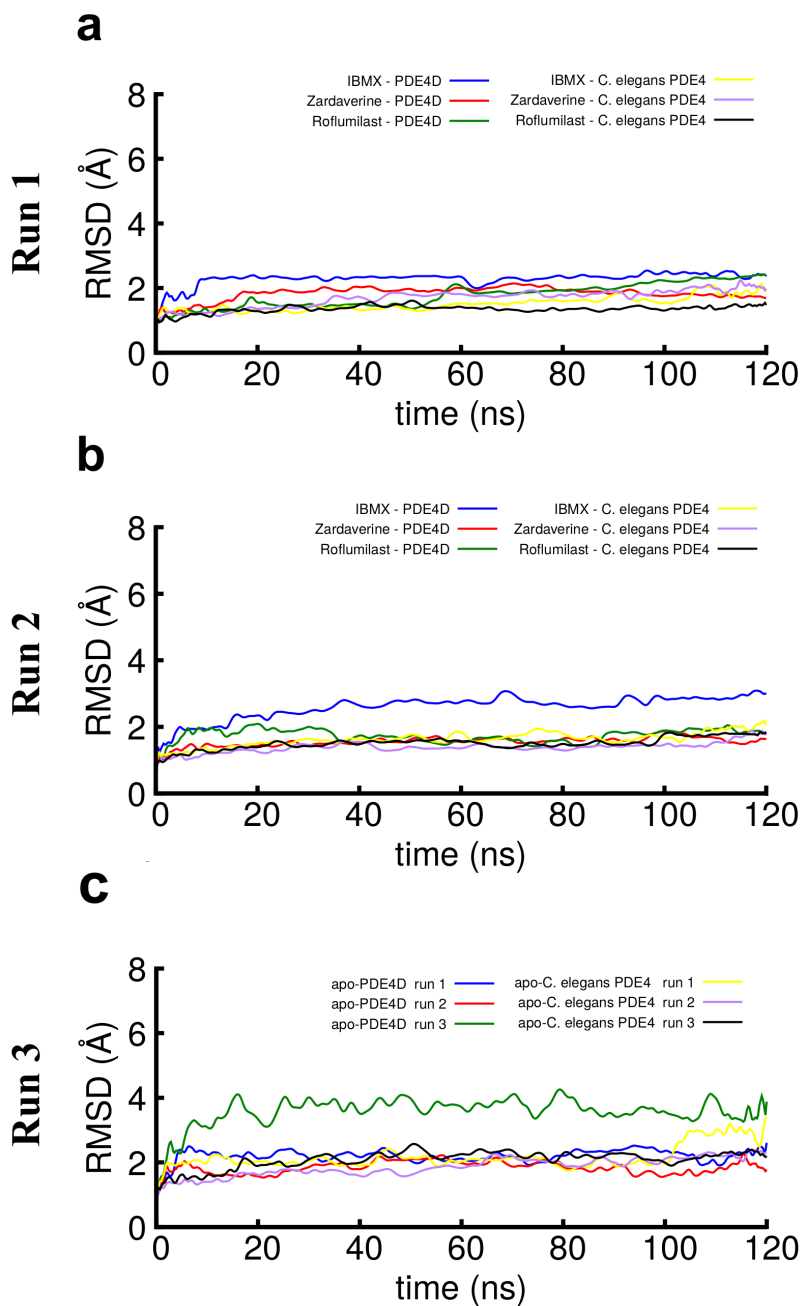 a
IBMX - PDE4D
IBMX - C. elegans PDE4
Zardaverine - PDE4D
Zardaverine - C. elegans PDE4
Roflumilast - PDE4D
Roflumilast - C. elegans PDE4
Run 1
RMSD (Å)
8
6
4
2
0
0 20 40 60 80 100 120
time (ns)
b
IBMX - PDE4D
IBMX - C. elegans PDE4
Zardaverine - PDE4D
Zardaverine - C. elegans PDE4
Roflumilast - PDE4D
Roflumilast - C. elegans PDE4
Run 2
RMSD (Å)
8
6
4
2
0
0 20 40 60 80 100 120
time (ns)
c
apo-PDE4D run 1
apo-C. elegans PDE4 run 1
apo-PDE4D run 2
apo-C. elegans PDE4 run 2
apo-PDE4D run 3
apo-C. elegans PDE4 run 3
Run 3
RMSD (Å)
8
6
4
2
0
0 20 40 60 80 100 120
time (ns)